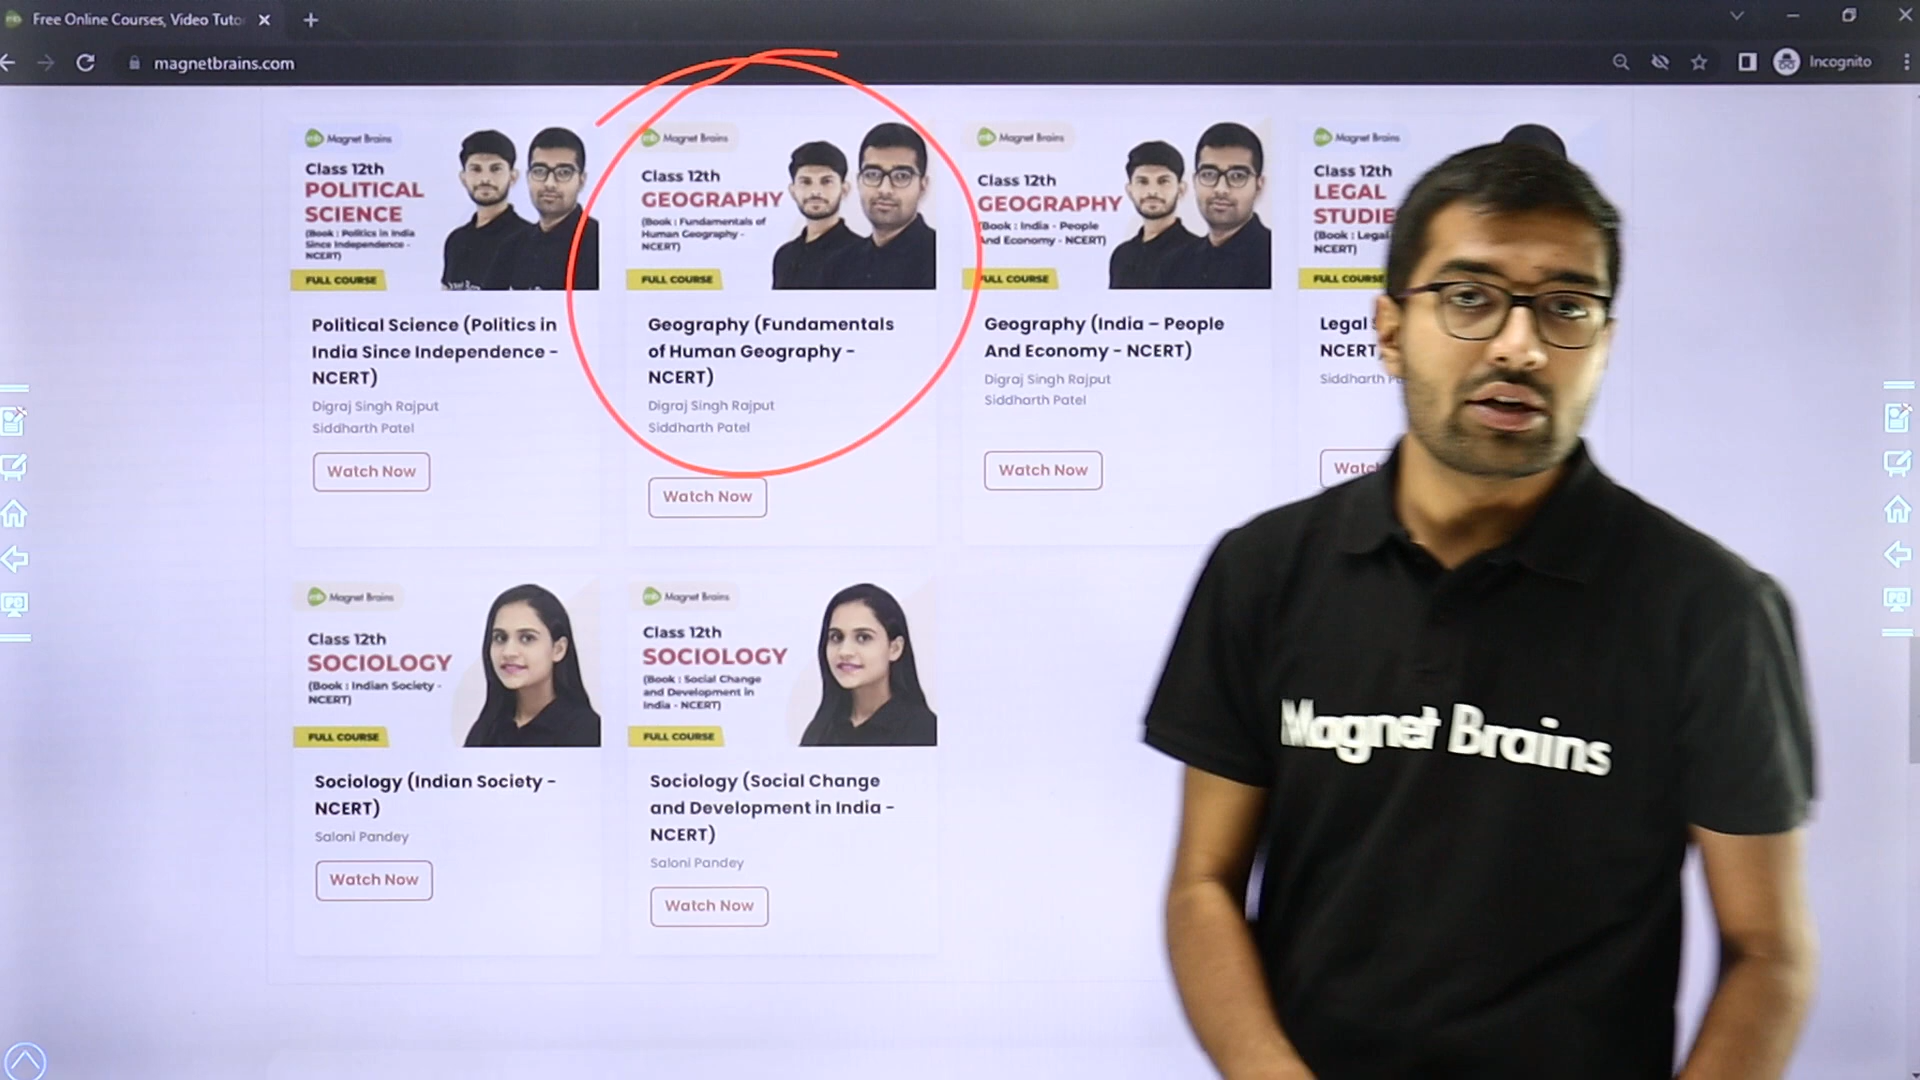 Free Online Courses, Video Tuto
magnetbrains.com
Incognito
Magnet Brains
Class 12th
POLITICAL
SCIENCE
(Book : Politics in India
Since Independence -
NCERT)
FULL COURSE
Political Science (Politics in
India Since Independence -
NCERT)
Digraj Singh Rajput
Siddharth Patel
Watch Now
Magnet Brains
Class 12th
GEOGRAPHY
(Book : Fundamentals of
Human Geography -
NCERT)
FULL COURSE
Geography (Fundamentals
of Human Geography -
NCERT)
Digraj Singh Rajput
Siddharth Patel
Watch Now
Magnet Brains
Class 12th
GEOGRAPHY
(Book : India - People
And Economy - NCERT)
FULL COURSE
Geography (India – People
And Economy - NCERT)
Digraj Singh Rajput
Siddharth Patel
Watch Now
Magnet Brains
Class 12th
LEGAL
STUDIE
(Book : Legal
NCERT)
FULL COURSE
Legal
NCERT
Siddharth
Watc
Magnet Brains
Class 12th
SOCIOLOGY
(Book : Indian Society -
NCERT)
FULL COURSE
Sociology (Indian Society -
NCERT)
Saloni Pandey
Watch Now
Magnet Brains
Class 12th
SOCIOLOGY
(Book : Social Change
and Development in
India - NCERT)
FULL COURSE
Sociology (Social Change
and Development in India -
NCERT)
Saloni Pandey
Watch Now
Magnet Brains